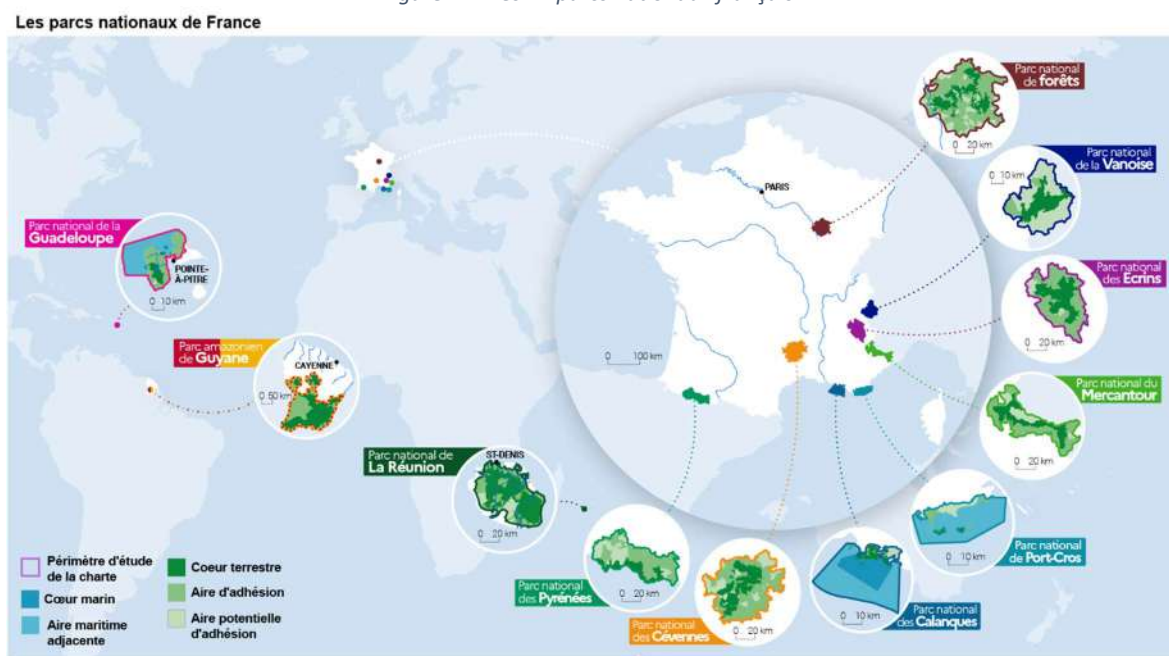 Les parcs nationaux de France
Parc national
de forêts
0 20 km
Parc national
de la Vanoise
0 10 km
PARIS
Parc national de la
Guadeloupe
POINTE-
À-PITRE
0 10 km
Parc national
des Ecrins
0 20 km
Parc amazonien
de Guyane
CAYENNE
0 50 km
0 100 km
Parc national du
Mercantour
0 20 km
Parc national de
La Réunion
ST-DENIS
0 20 km
Parc national
de Port-Cros
0 10 km
Parc national
des Pyrénées
0 20 km
Parc national
des Cévennes
0 20 km
Parc national
des Calanques
0 10 km
Périmètre d'étude
de la charte
Cœur marin
Aire maritime
adjacente
Coeur terrestre
Aire d'adhésion
Aire potentielle
d'adhésion